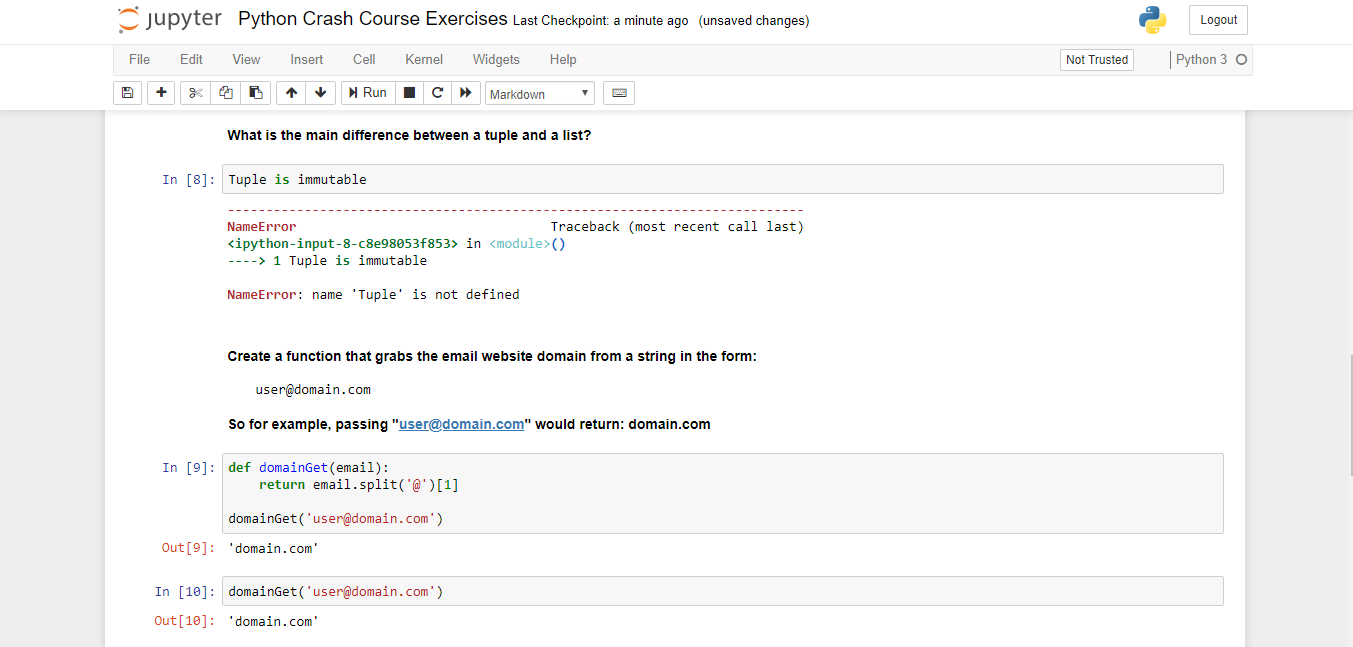 jupyter Python Crash Course Exercises Last Checkpoint: a minute ago (unsaved changes) Logout
File Edit View Insert Cell Kernel Widgets Help Not Trusted Python 3
Run Markdown
What is the main difference between a tuple and a list?
In [8]: Tuple is immutable
---------------------------------------------------------------------------
NameError Traceback (most recent call last)
<ipython-input-8-c8e98053f853> in <module>()
----> 1 Tuple is immutable
NameError: name 'Tuple' is not defined
Create a function that grabs the email website domain from a string in the form:
user@domain.com
So for example, passing "user@domain.com" would return: domain.com
In [9]: def domainGet(email):
return email.split('@')[1]
domainGet('user@domain.com')
Out[9]: 'domain.com'
In [10]: domainGet('user@domain.com')
Out[10]: 'domain.com'